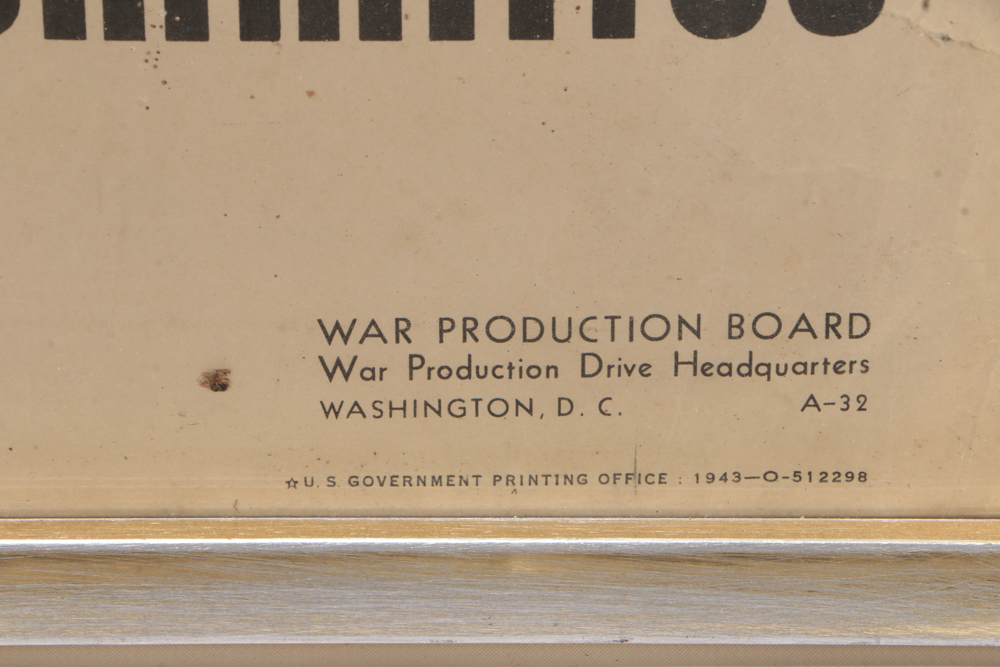 WAR PRODUCTION BOARD
War Production Drive Headquarters
WASHINGTON, D. C. A-32
☆U. S. GOVERNMENT PRINTING OFFICE : 1943—O-512298